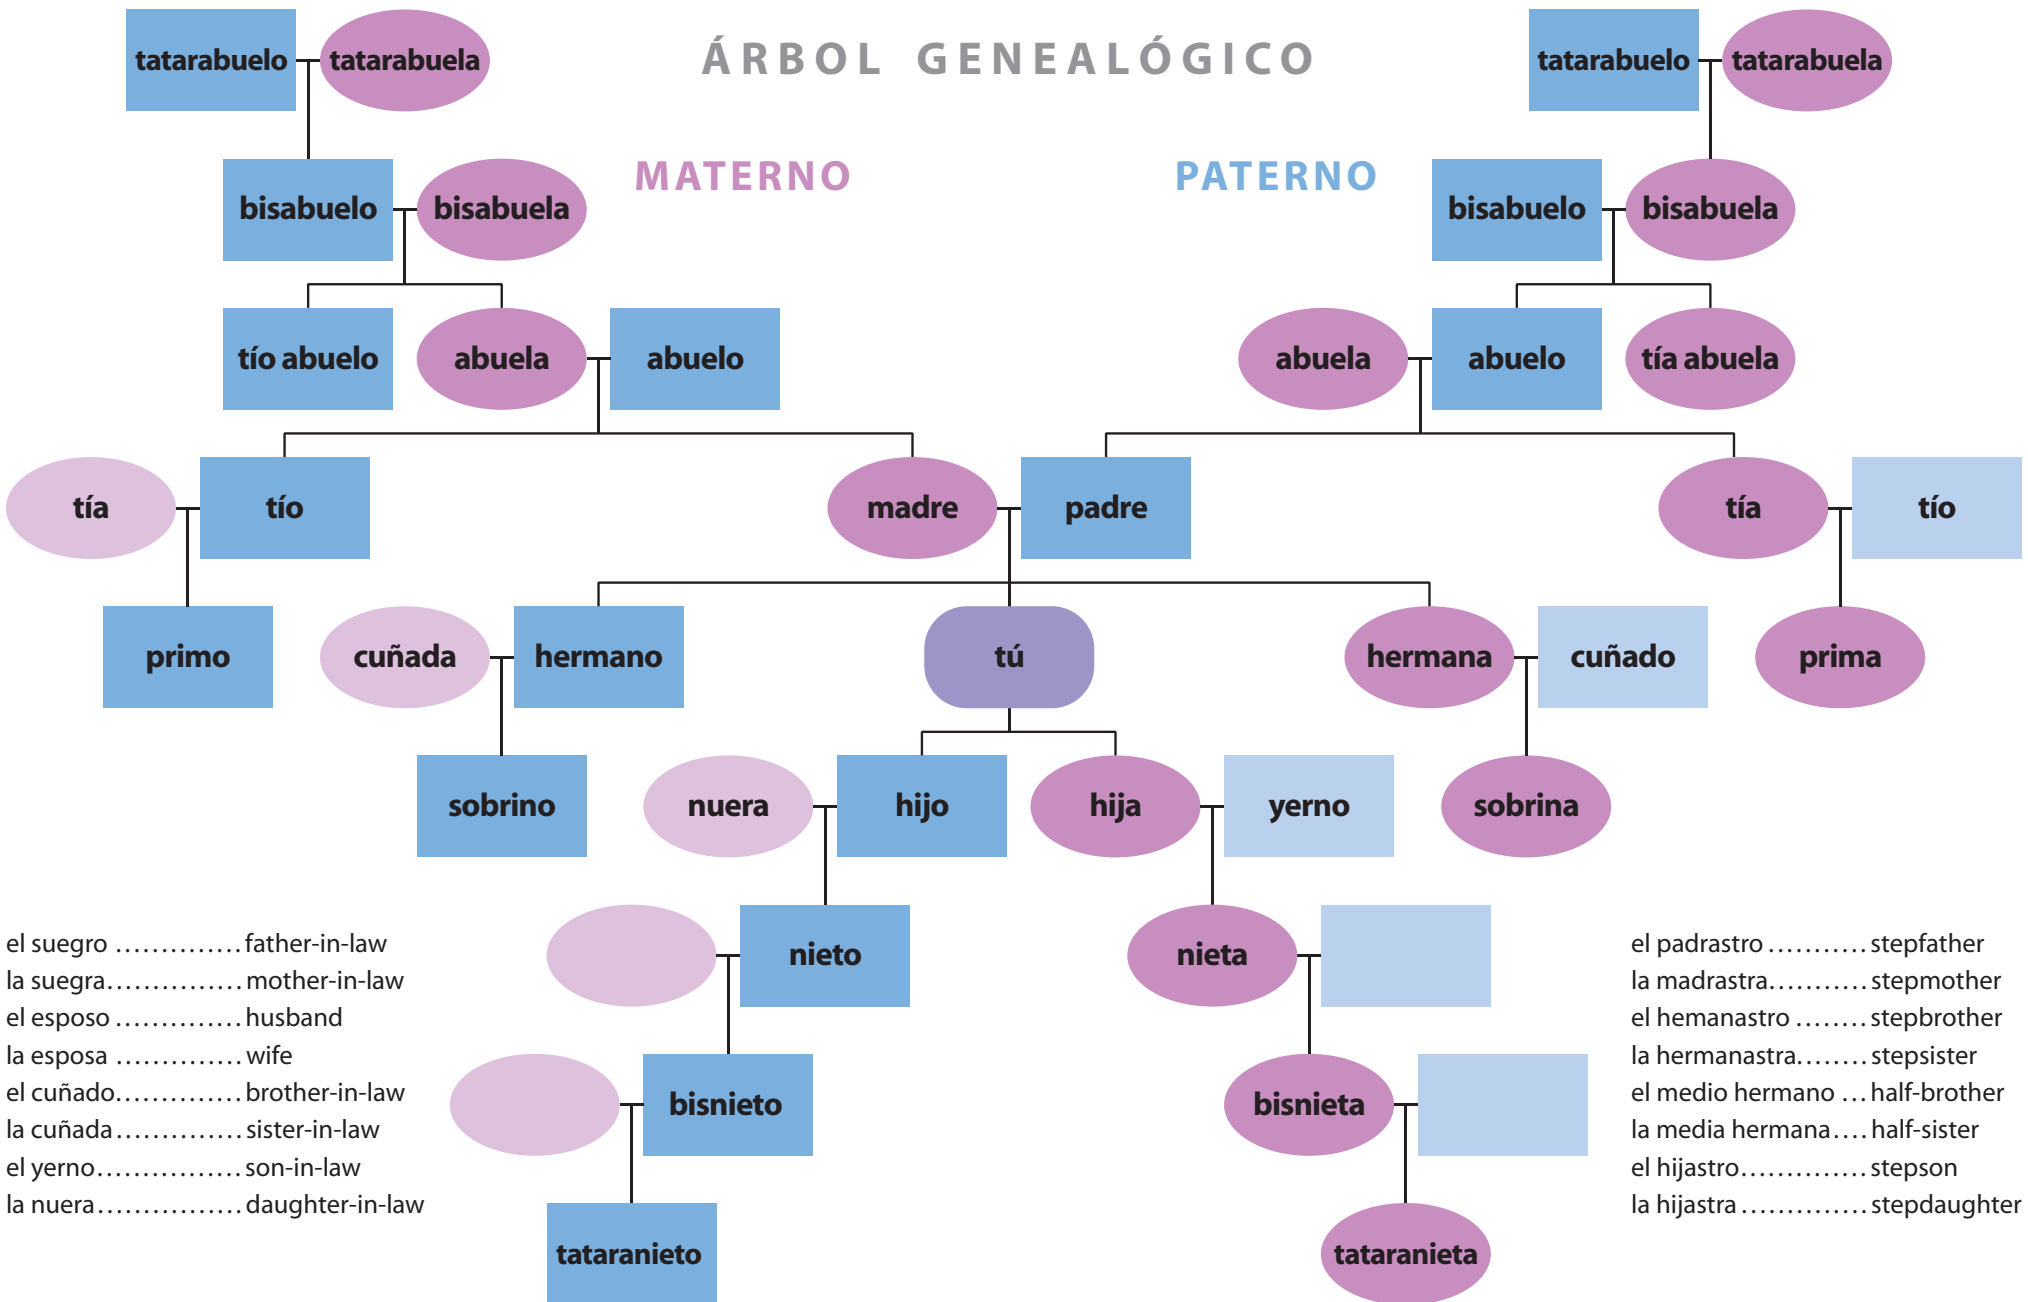 ÁRBOL GENEALÓGICO
tatarabuelo tatarabuela tatarabuelo tatarabuela
MATERNO PATERNO
bisabuelo bisabuela bisabuelo bisabuela
tío abuelo abuela abuelo abuela abuelo tía abuela
tía tío madre padre tía tío
primo cuñada hermano tú hermana cuñado prima
sobrino nuera hijo hija yerno sobrina
nieto nieta
bisnieto bisnieta
tataranieto tataranieta
el suegro .............. father-in-law
la suegra ............... mother-in-law
el esposo .............. husband
la esposa .............. wife
el cuñado .............. brother-in-law
la cuñada .............. sister-in-law
el yerno ................ son-in-law
la nuera ................ daughter-in-law
el padrastro ........... stepfather
la madrastra ........... stepmother
el hemanastro ........ stepbrother
la hermanastra ........ stepsister
el medio hermano ... half-brother
la media hermana .... half-sister
el hijastro .............. stepson
la hijastra .............. stepdaughter